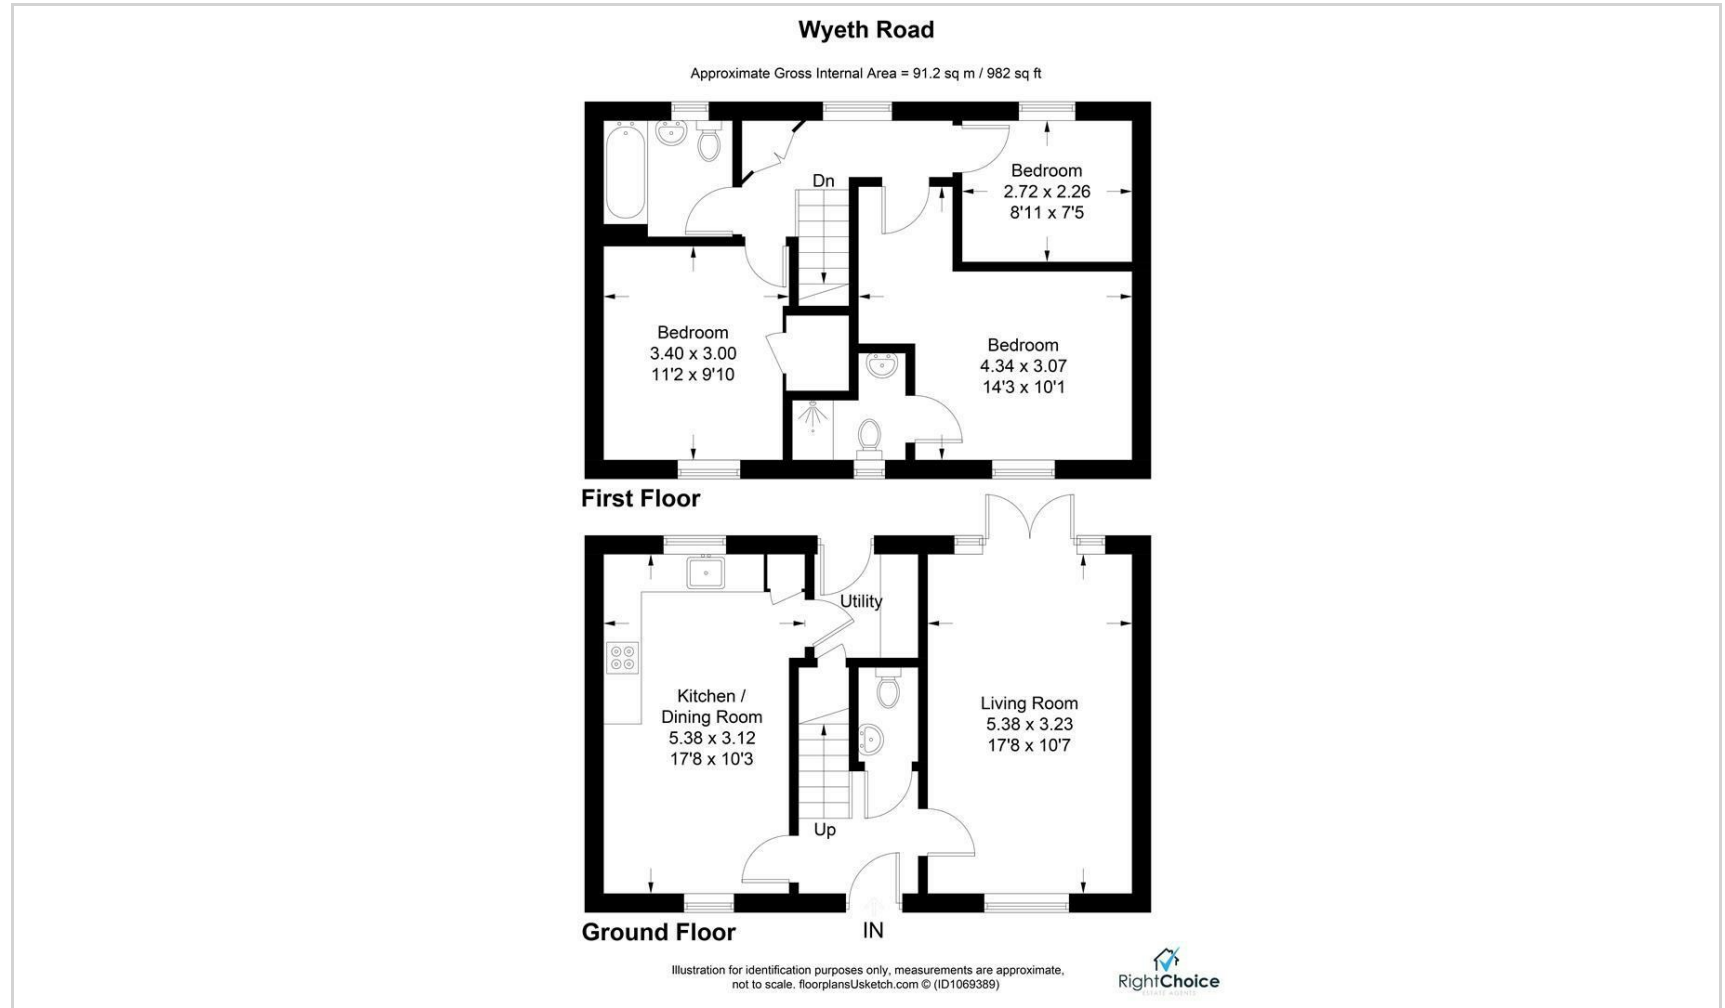 Wyeth Road
Approximate Gross Internal Area = 91.2 sq m / 982 sq ft
Dn
Bedroom
2.72 x 2.26
8'11 x 7'5
Bedroom
3.40 x 3.00
11'2 x 9'10
Bedroom
4.34 x 3.07
14'3 x 10'1
First Floor
Utility
Kitchen /
Dining Room
5.38 x 3.12
17'8 x 10'3
Living Room
5.38 x 3.23
17'8 x 10'7
Up
Ground Floor
IN
Illustration for identification purposes only, measurements are approximate,
not to scale. floorplansUsketch.com © (ID1069389)
RightChoice
ESTATE AGENTS